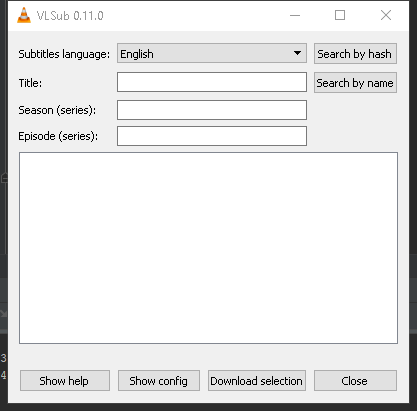 VLSub 0.11.0
Subtitles language: English Search by hash
Title: Search by name
Season (series):
Episode (series):
3
4
Show help Show config Download selection Close